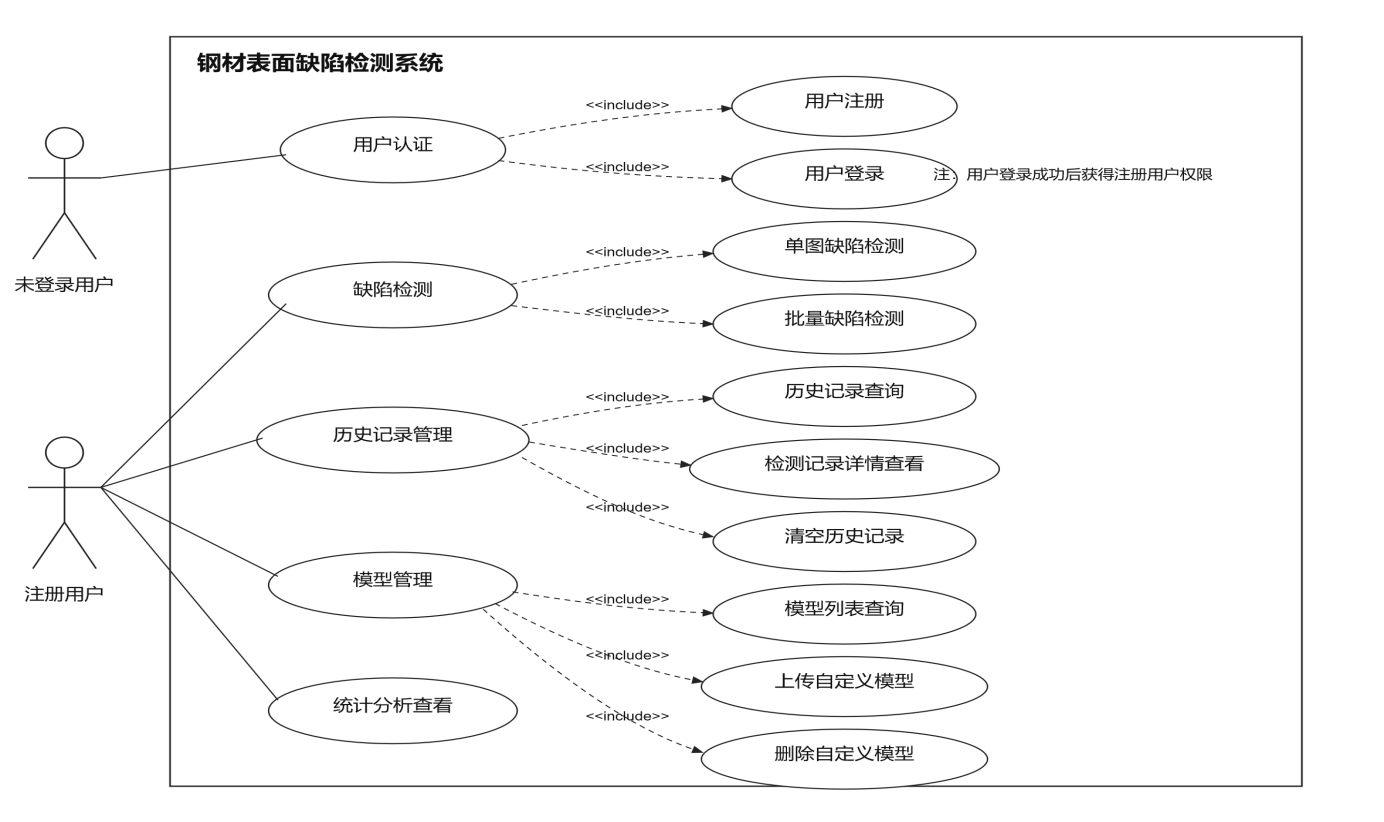 钢材表面缺陷检测系统
<<include>>
用户注册
用户认证
<<include>>
用户登录
注：用户登录成功后获得注册用户权限
未登录用户
<<include>>
单图缺陷检测
缺陷检测
<<include>>
批量缺陷检测
<<include>>
历史记录查询
历史记录管理
<<include>>
检测记录详情查看
<<include>>
清空历史记录
注册用户
模型管理
<<include>>
模型列表查询
<<include>>
上传自定义模型
统计分析查看
<<include>>
删除自定义模型